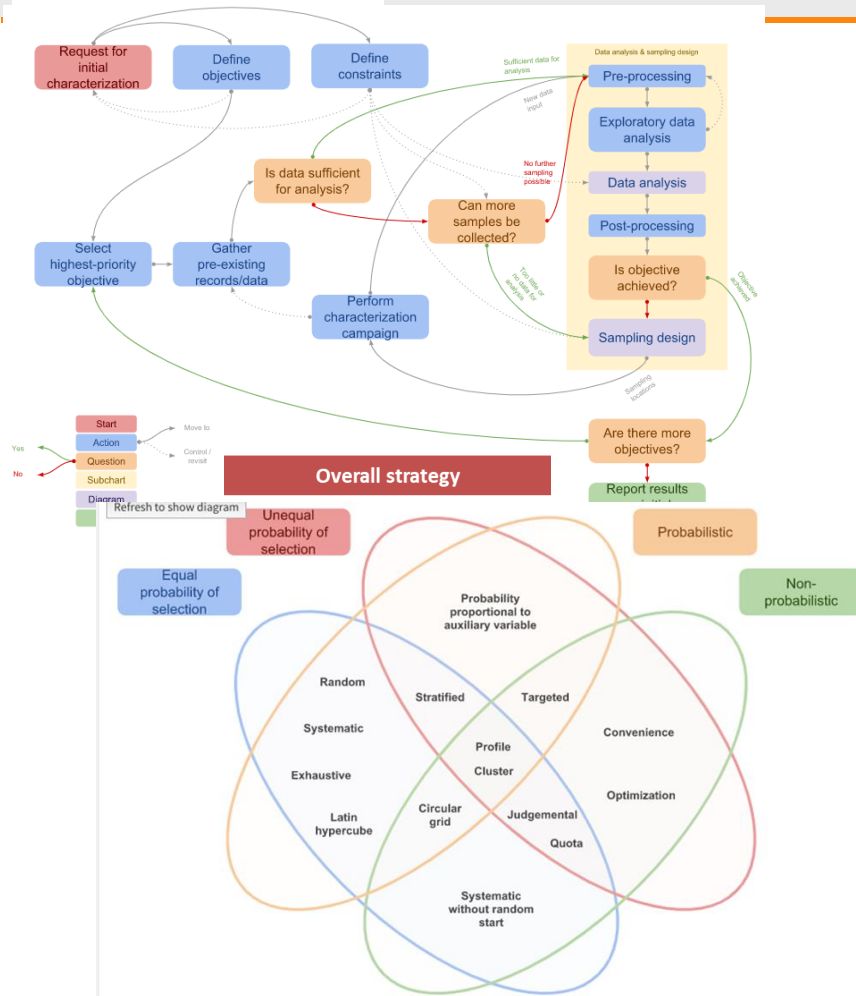 Request for
initial
characterization
Define
objectives
Define
constraints
Sufficient data for
analysis
New data
input
Data analysis & sampling design
Pre-processing
Exploratory data
analysis
Is data sufficient
for analysis?
No further
sampling
possible
Data analysis
Can more
samples be
collected?
Post-processing
Select
highest-priority
objective
Gather
pre-existing
records/data
Is objective
achieved?
Objective
achieved
Too little or
no data for
analysis
Perform
characterization
campaign
Sampling design
Sampling
locations
Start
Action
Question
Subchart
Diagram
Yes
No
Move to
Control /
revisit
Are there more
objectives?
Report results
Overall strategy
Refresh to show diagram
Unequal
probability of
selection
Probabilistic
Equal
probability of
selection
Non-
probabilistic
Probability
proportional to
auxiliary variable
Random
Stratified
Targeted
Systematic
Convenience
Profile
Cluster
Exhaustive
Optimization
Latin
hypercube
Circular
grid
Judgemental
Quota
Systematic
without random
start